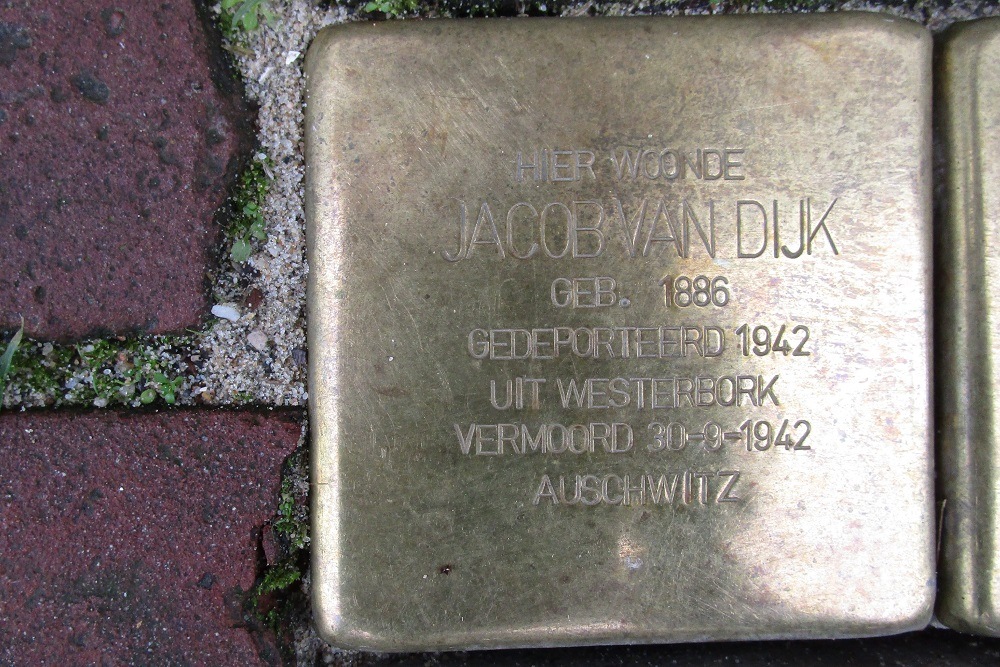 HIER WOONDE
JACOB VAN DIJK
GEB. 1886
GEDEPORTEERD 1942
UIT WESTERBORK
VERMOORD 30-9-1942
AUSCHWITZ